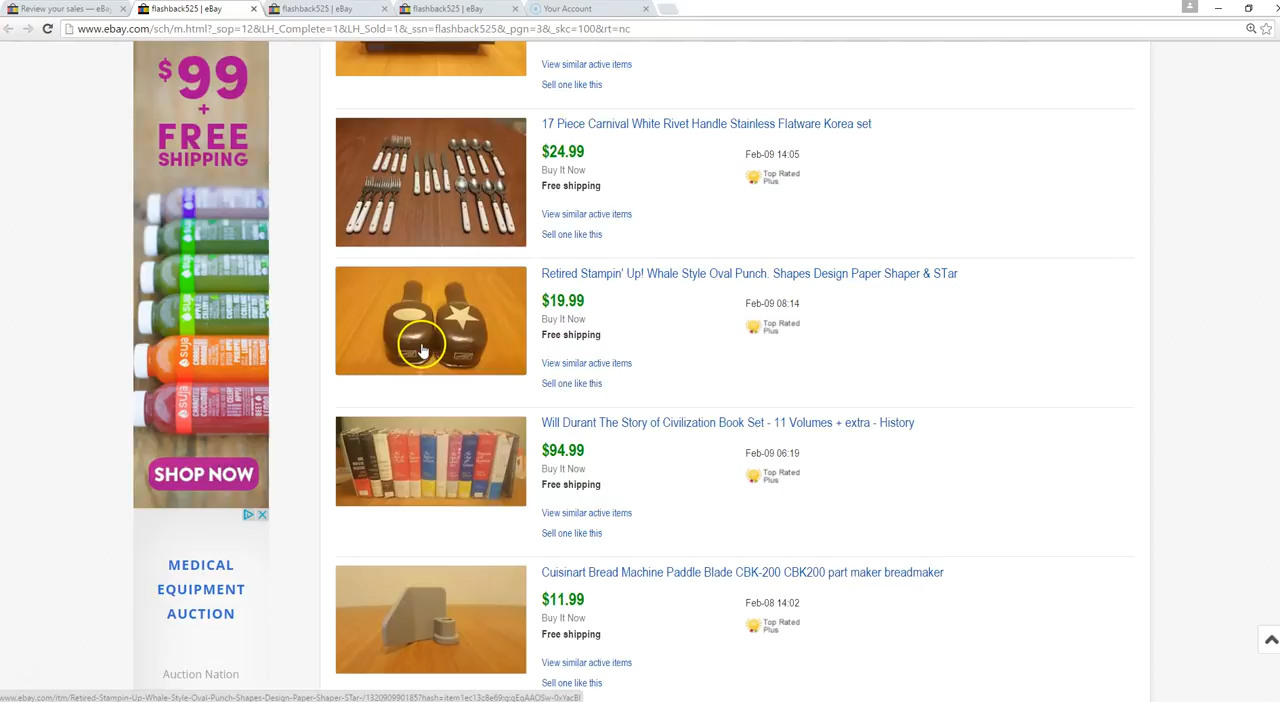 Review your sales — eBa
flashback525 | eBay
flashback525 | eBay
flashback525 | eBay
Your Account
www.ebay.com/sch/m.html?_sop=12&LH_Complete=1&LH_Sold=1&_ssn=flashback525&_pgn=3&_skc=100&rt=nc
$99
+
FREE
SHIPPING
suja
SHOP NOW
MEDICAL
EQUIPMENT
AUCTION
Auction Nation
View similar active items
Sell one like this
17 Piece Carnival White Rivet Handle Stainless Flatware Korea set
$24.99
Feb-09 14:05
Buy It Now
Top Rated
Plus
Free shipping
View similar active items
Sell one like this
Retired Stampin' Up! Whale Style Oval Punch. Shapes Design Paper Shaper & STar
$19.99
Feb-09 08:14
Buy It Now
Top Rated
Plus
Free shipping
View similar active items
Sell one like this
Will Durant The Story of Civilization Book Set - 11 Volumes + extra - History
$94.99
Feb-09 06:19
Buy It Now
Top Rated
Plus
Free shipping
View similar active items
Sell one like this
Cuisinart Bread Machine Paddle Blade CBK-200 CBK200 part maker breadmaker
$11.99
Feb-08 14:02
Buy It Now
Top Rated
Plus
Free shipping
View similar active items
Sell one like this